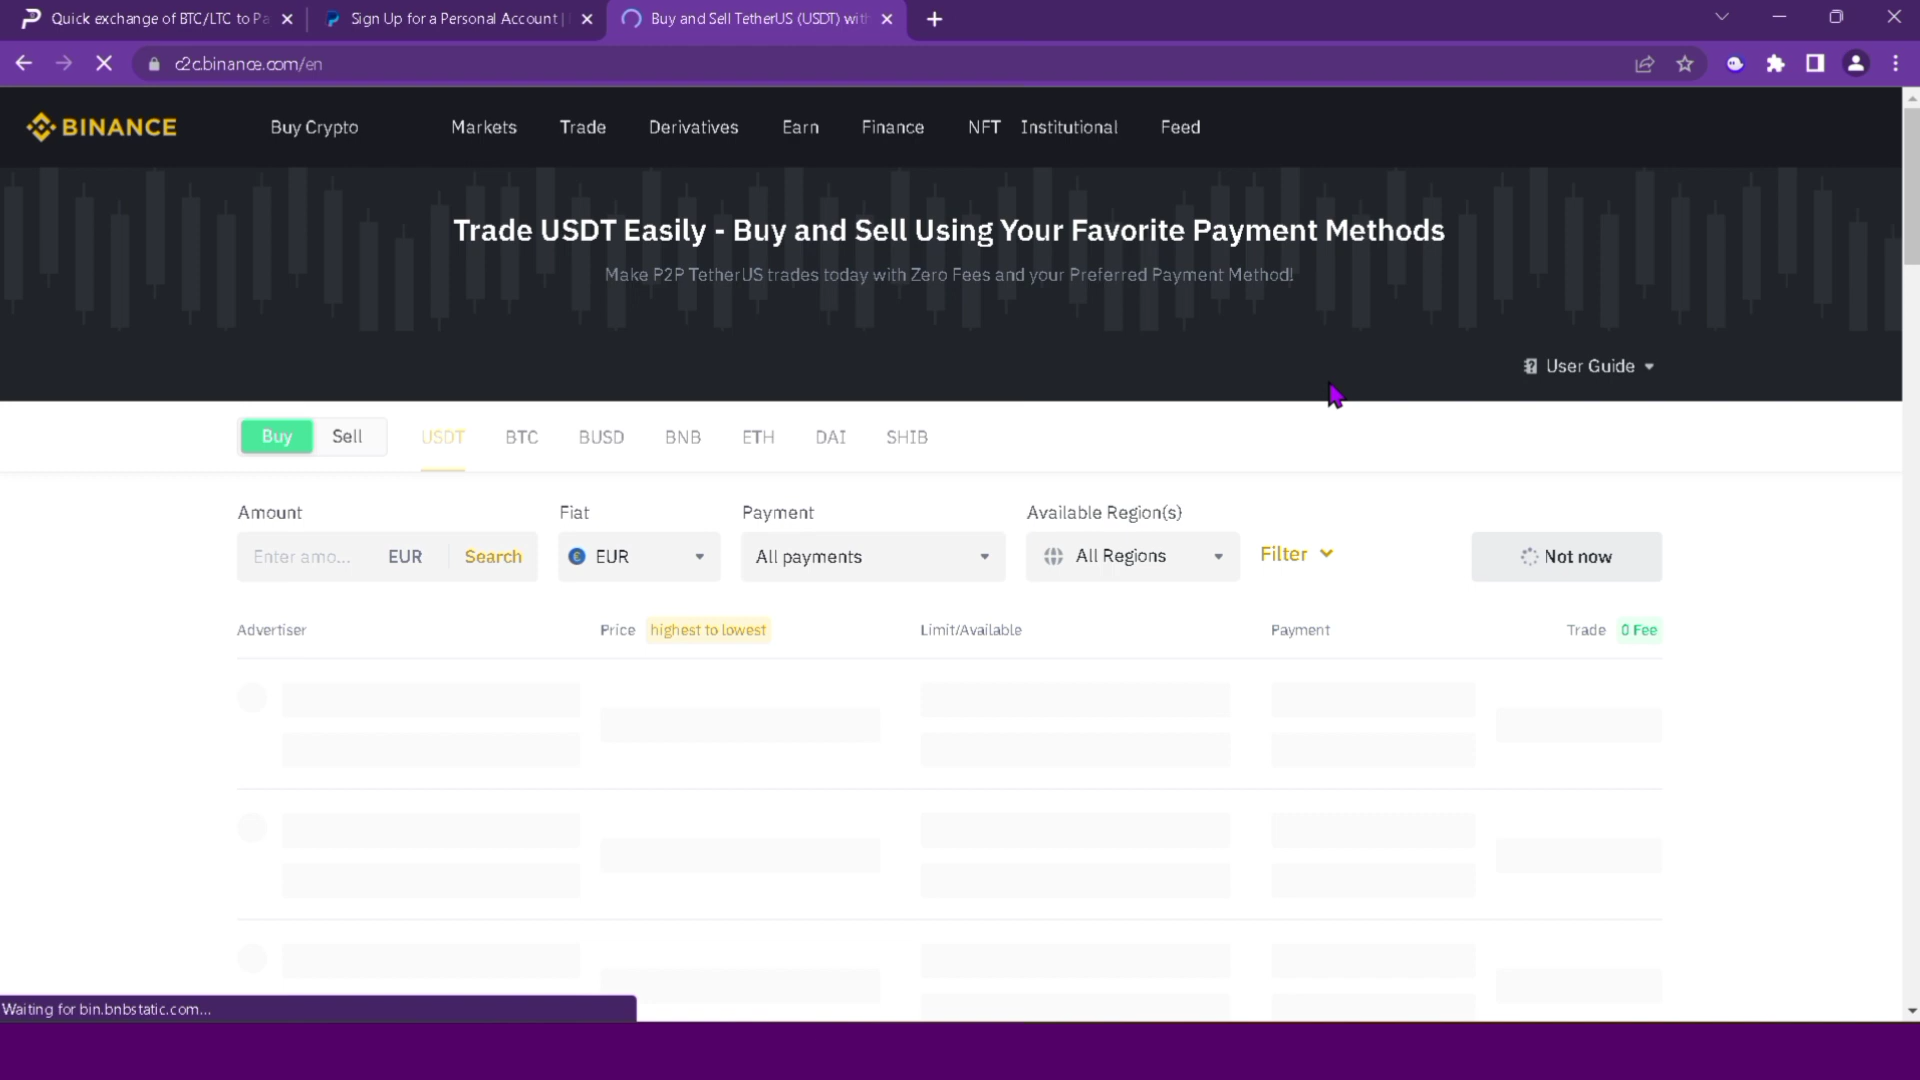 Quick exchange of BTC/LTC to Pa
Sign Up for a Personal Account |
Buy and Sell TetherUS (USDT) with
c2c.binance.com/en
BINANCE
Buy Crypto
Markets
Trade
Derivatives
Earn
Finance
NFT
Institutional
Feed
Trade USDT Easily - Buy and Sell Using Your Favorite Payment Methods
Make P2P TetherUS trades today with Zero Fees and your Preferred Payment Method!
User Guide
Buy
Sell
USDT
BTC
BUSD
BNB
ETH
DAI
SHIB
Amount
Fiat
Payment
Available Region(s)
Enter amo...
EUR
Search
EUR
All payments
All Regions
Filter
Not now
Advertiser
Price
highest to lowest
Limit/Available
Payment
Trade
0 Fee
Waiting for bin.bnbstatic.com...